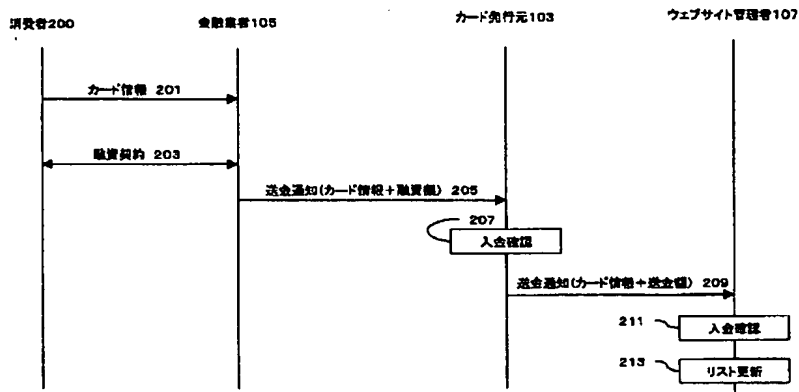 消費者200
金融業者105
カード発行元103
ウェブサイト管理者107
カード情報 201
融資契約 203
送金通知(カード情報+融資額) 205
207
入金確認
送金通知(カード情報+送金額) 209
211
入金確認
213
リスト更新